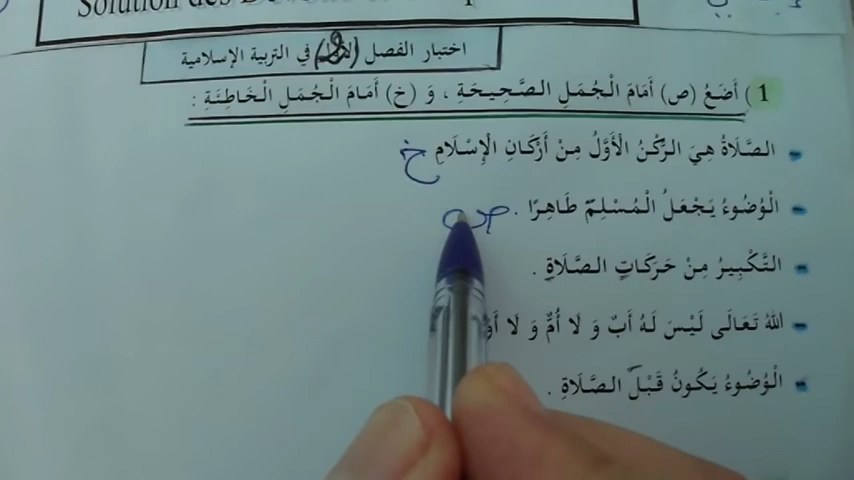 Solution des
اختبار الفصل (3) في التربية الإسلامية
1) أَضَعُ (ص) أَمَامَ الْجُمَلِ الصَّحِيحَةِ ، وَ (خ) أَمَامَ الْجُمَلِ الْخَاطِئَةِ :
- الصَّلَاةُ هِيَ الرُّكْنُ الْأَوَّلُ مِنْ أَرْكَانِ الْإِسْلَامِ خ
- الْوُضُوءُ يَجْعَلُ الْمُسْلِمَ طَاهِرًا . ص
- التَّكْبِيرُ مِنْ حَرَكَاتِ الصَّلَاةِ .
- اللهُ تَعَالَى لَيْسَ لَهُ أَبٌ وَ لَا أُمٌّ وَ لَا
- الْوُضُوءُ يَكُونُ قَبْلَ الصَّلَاةِ .